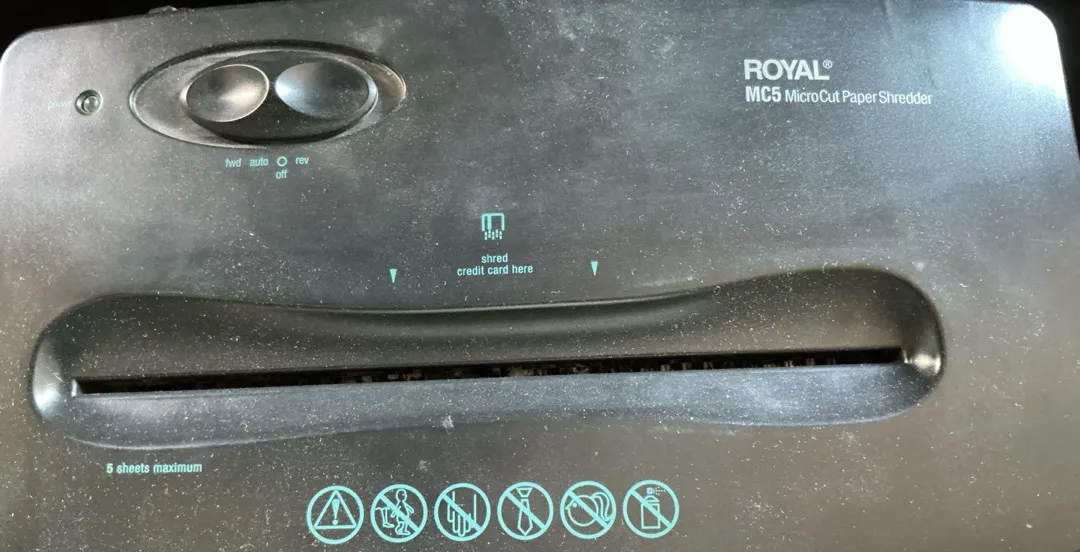 ROYAL®
MC5 MicroCut Paper Shredder
power
fwd auto rev
off
shred
credit card here
5 sheets maximum